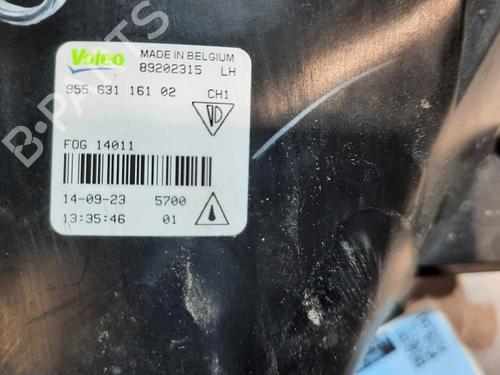 Valeo
MADE IN BELGIUM
89202315 LH
955 631 161 02 CH1
FOG 14011
14-09-23 5700
13:35:46 01
B-PARTS